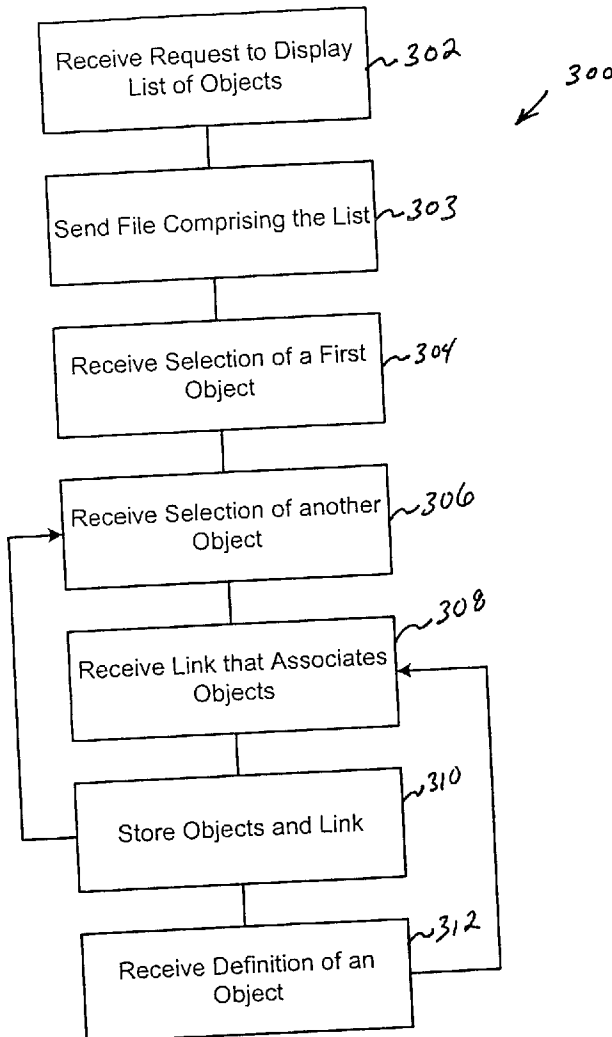 Receive Request to Display
List of Objects
302
300
Send File Comprising the List
303
Receive Selection of a First
Object
304
Receive Selection of another
Object
306
308
Receive Link that Associates
Objects
310
Store Objects and Link
312
Receive Definition of an
Object